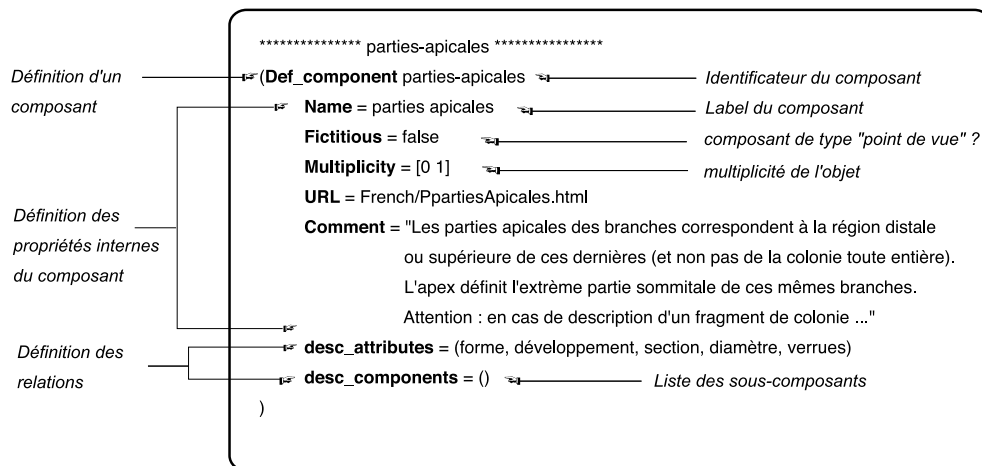 *************** parties-apicales ****************
Définition d'un
composant
(Def_component parties-apicales
Identificateur du composant
Name = parties apicales
Label du composant
Fictitious = false
composant de type "point de vue" ?
Multiplicity = [0 1]
multiplicité de l'objet
URL = French/PpartiesApicales.html
Définition des
propriétés internes
du composant
Comment = "Les parties apicales des branches correspondent à la région distale
ou supérieure de ces dernières (et non pas de la colonie toute entière).
L'apex définit l'extrème partie sommitale de ces mêmes branches.
Attention : en cas de description d'un fragment de colonie ..."
Définition des
relations
desc_attributes = (forme, développement, section, diamètre, verrues)
desc_components = ()
Liste des sous-composants
)